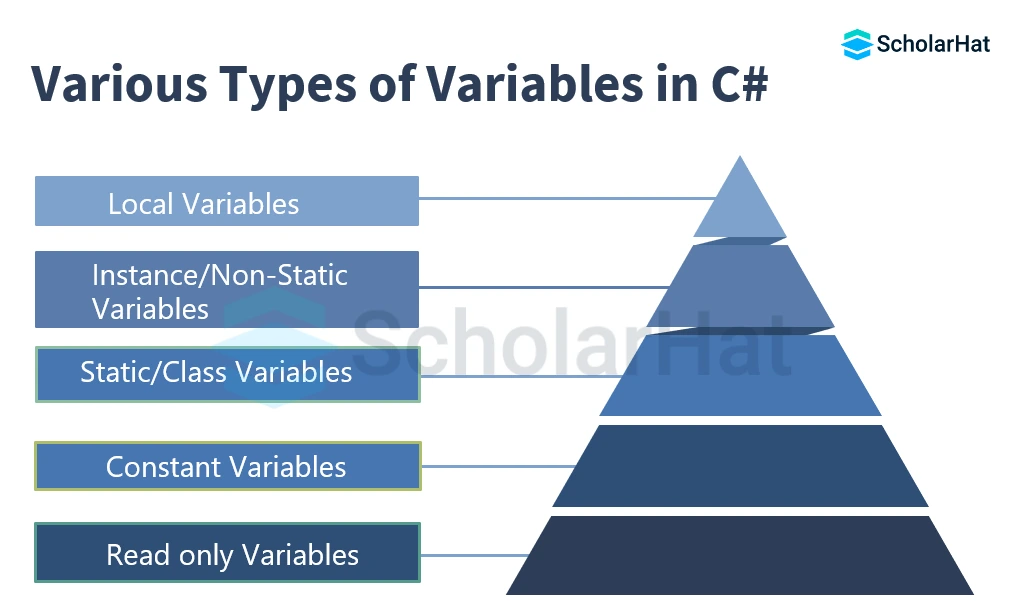 ScholarHat
Various Types of Variables in C#
Local Variables
Instance/Non-Static
Variables
ScholarHat
Static/Class Variables
Constant Variables
Read only Variables